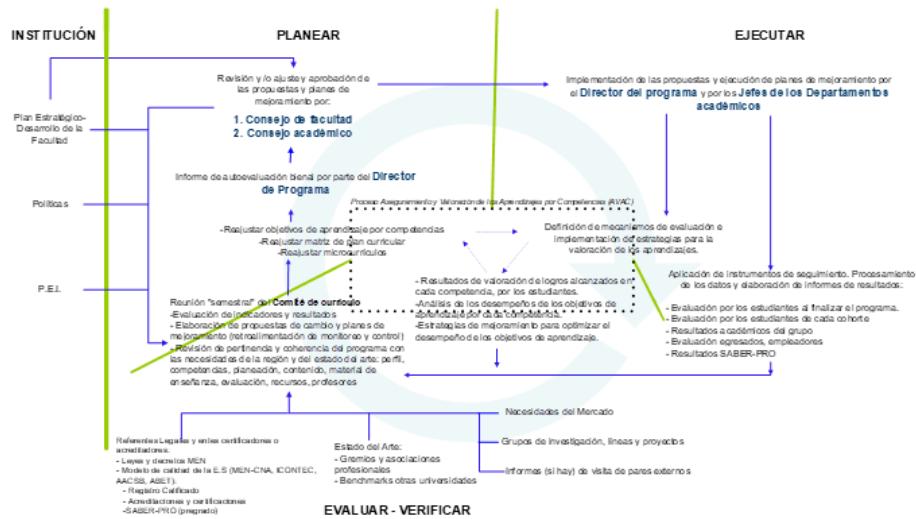 INSTITUCIÓN
PLANEAR
EJECUTAR
Plan Estratégico-
Desarrollo de la
Facultad
Políticas
P.E.I.
Revisión y/o ajuste y aprobación de
las propuestas y planes de
mejoramiento por:
1. Consejo de facultad
2. Consejo académico
Implementación de las propuestas y ejecución de planes de mejoramiento por
el Director del programa y por los Jefes de los Departamentos
académicos
Informe de autoevaluación bienal por parte del Director
de Programa
Proceso Aseguramiento y Valoración de los Aprendizajes por Competencias (AVAC)
-Reajustar objetivos de aprendizaje por competencias
-Reajustar matriz de plan curricular
-Reajustar microcurrículos
Definición de mecanismos de evaluación e
implementación de estrategias para la
valoración de los aprendizajes.
- Resultados de valoración de logros alcanzados en
cada competencia, por los estudiantes.
-Análisis de los desempeños de los objetivos de
aprendizaje por cada competencia.
-Estrategias de mejoramiento para optimizar el
desempeño de los objetivos de aprendizaje.
Aplicación de instrumentos de seguimiento. Procesamiento
de los datos y elaboración de informes de resultados:
- Evaluación por los estudiantes al finalizar el programa.
- Evaluación por los estudiantes de cada cohorte
- Resultados académicos del grupo
- Evaluación egresados, empleadores
- Resultados SABER-PRO
Reunión "semestral" del Comité de currículo
-Evaluación de indicadores y resultados
- Elaboración de propuestas de cambio y planes de
mejoramiento (retroalimentación de monitoreo y control)
- Revisión de pertinencia y coherencia del programa con
las necesidades de la región y del estado del arte: perfil,
competencias, planeación, contenido, material de
enseñanza, evaluación, recursos, profesores
Referentes Legales y entes certificadores o
acreditadores:
- Leyes y decretos MEN
- Modelo de calidad de la E.S (MEN-CNA, ICONTEC,
AACSB, ABET).
- Registro Calificado
- Acreditaciones y certificaciones
-SABER-PRO (pregrado)
Estado del Arte:
- Gremios y asociaciones
profesionales
- Benchmarks otras universidades
Necesidades del Mercado
Grupos de Investigación, líneas y proyectos
Informes (si hay) de visita de pares externos
EVALUAR - VERIFICAR